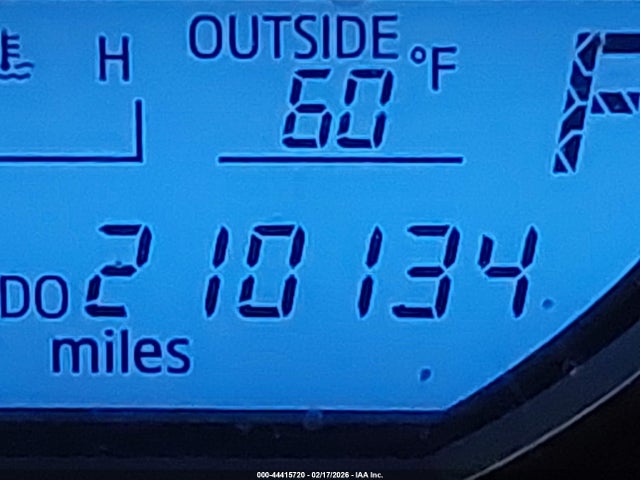 OUTSIDE
H 60 °F
DO 210134
miles
000-44415720 - 02/17/2026 - IAA Inc.